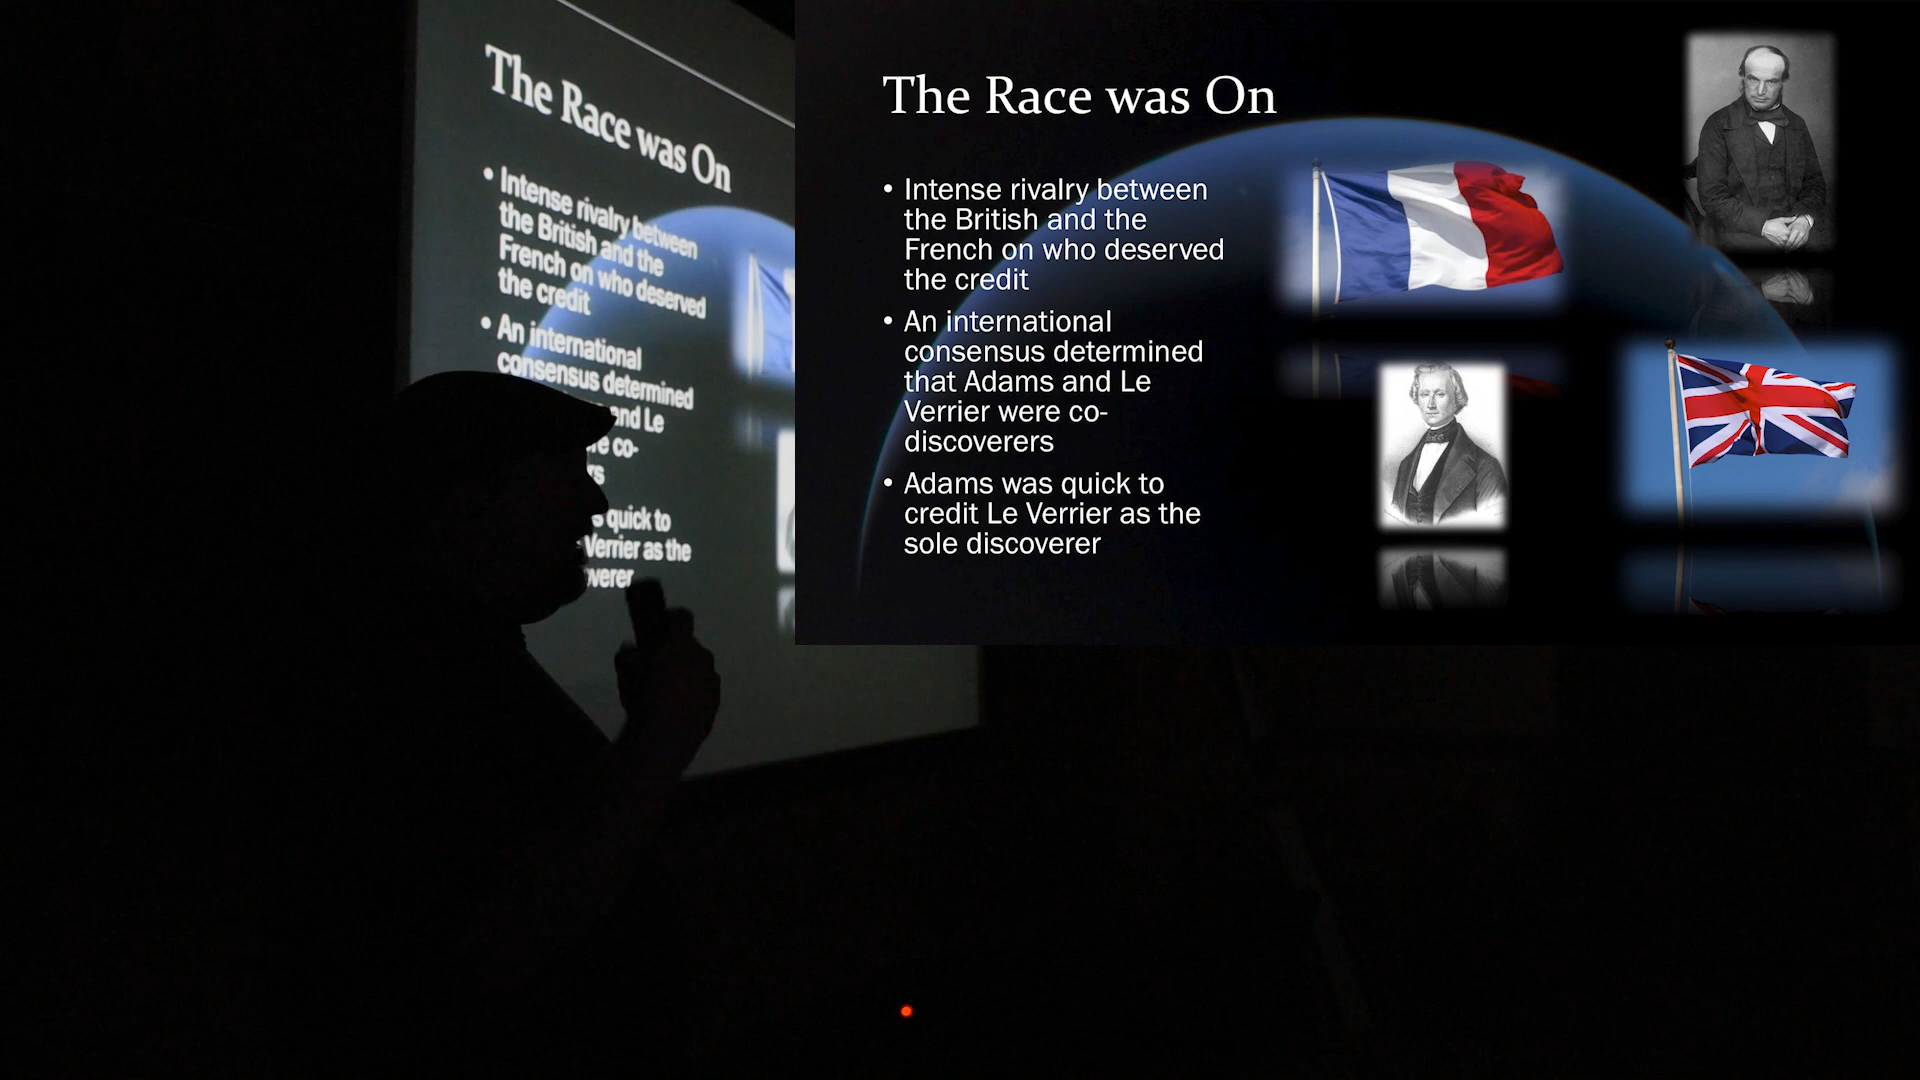 The Race was On
• Intense rivalry between
the British and the
French on who deserved
the credit
• An international
consensus determined
and Le
re co-
rs
s quick to
Verrier as the
verer
The Race was On
• Intense rivalry between
the British and the
French on who deserved
the credit
• An international
consensus determined
that Adams and Le
Verrier were co-
discoverers
• Adams was quick to
credit Le Verrier as the
sole discoverer